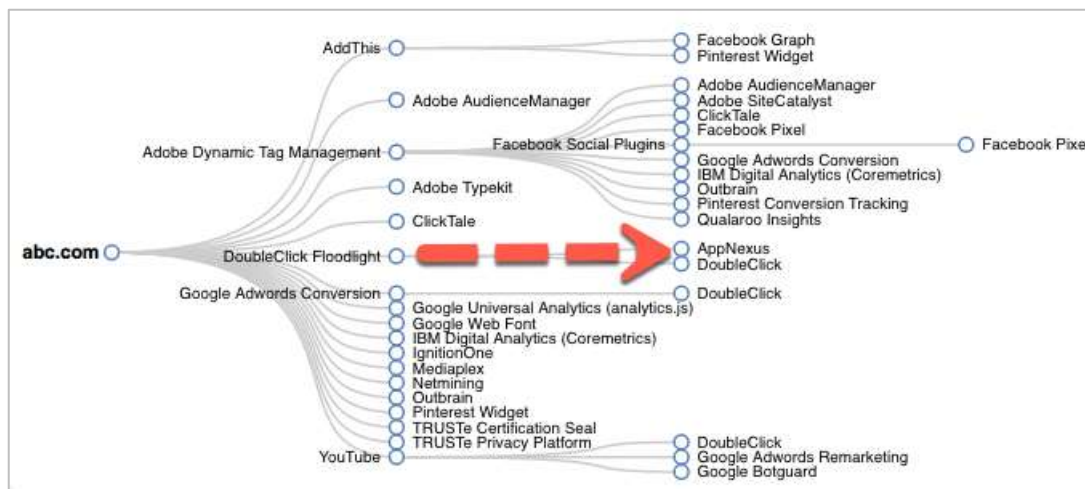 abc.com
AddThis
Facebook Graph
Pinterest Widget
Adobe AudienceManager
Adobe Dynamic Tag Management
Adobe AudienceManager
Adobe SiteCatalyst
ClickTale
Facebook Pixel
Facebook Social Plugins
Facebook Pixe
Google Adwords Conversion
IBM Digital Analytics (Coremetrics)
Outbrain
Pinterest Conversion Tracking
Qualaroo Insights
Adobe Typekit
ClickTale
DoubleClick Floodlight
AppNexus
DoubleClick
Google Adwords Conversion
DoubleClick
Google Universal Analytics (analytics.js)
Google Web Font
IBM Digital Analytics (Coremetrics)
IgnitionOne
Mediaplex
Netmining
Outbrain
Pinterest Widget
TRUSTe Certification Seal
TRUSTe Privacy Platform
YouTube
DoubleClick
Google Adwords Remarketing
Google Botguard